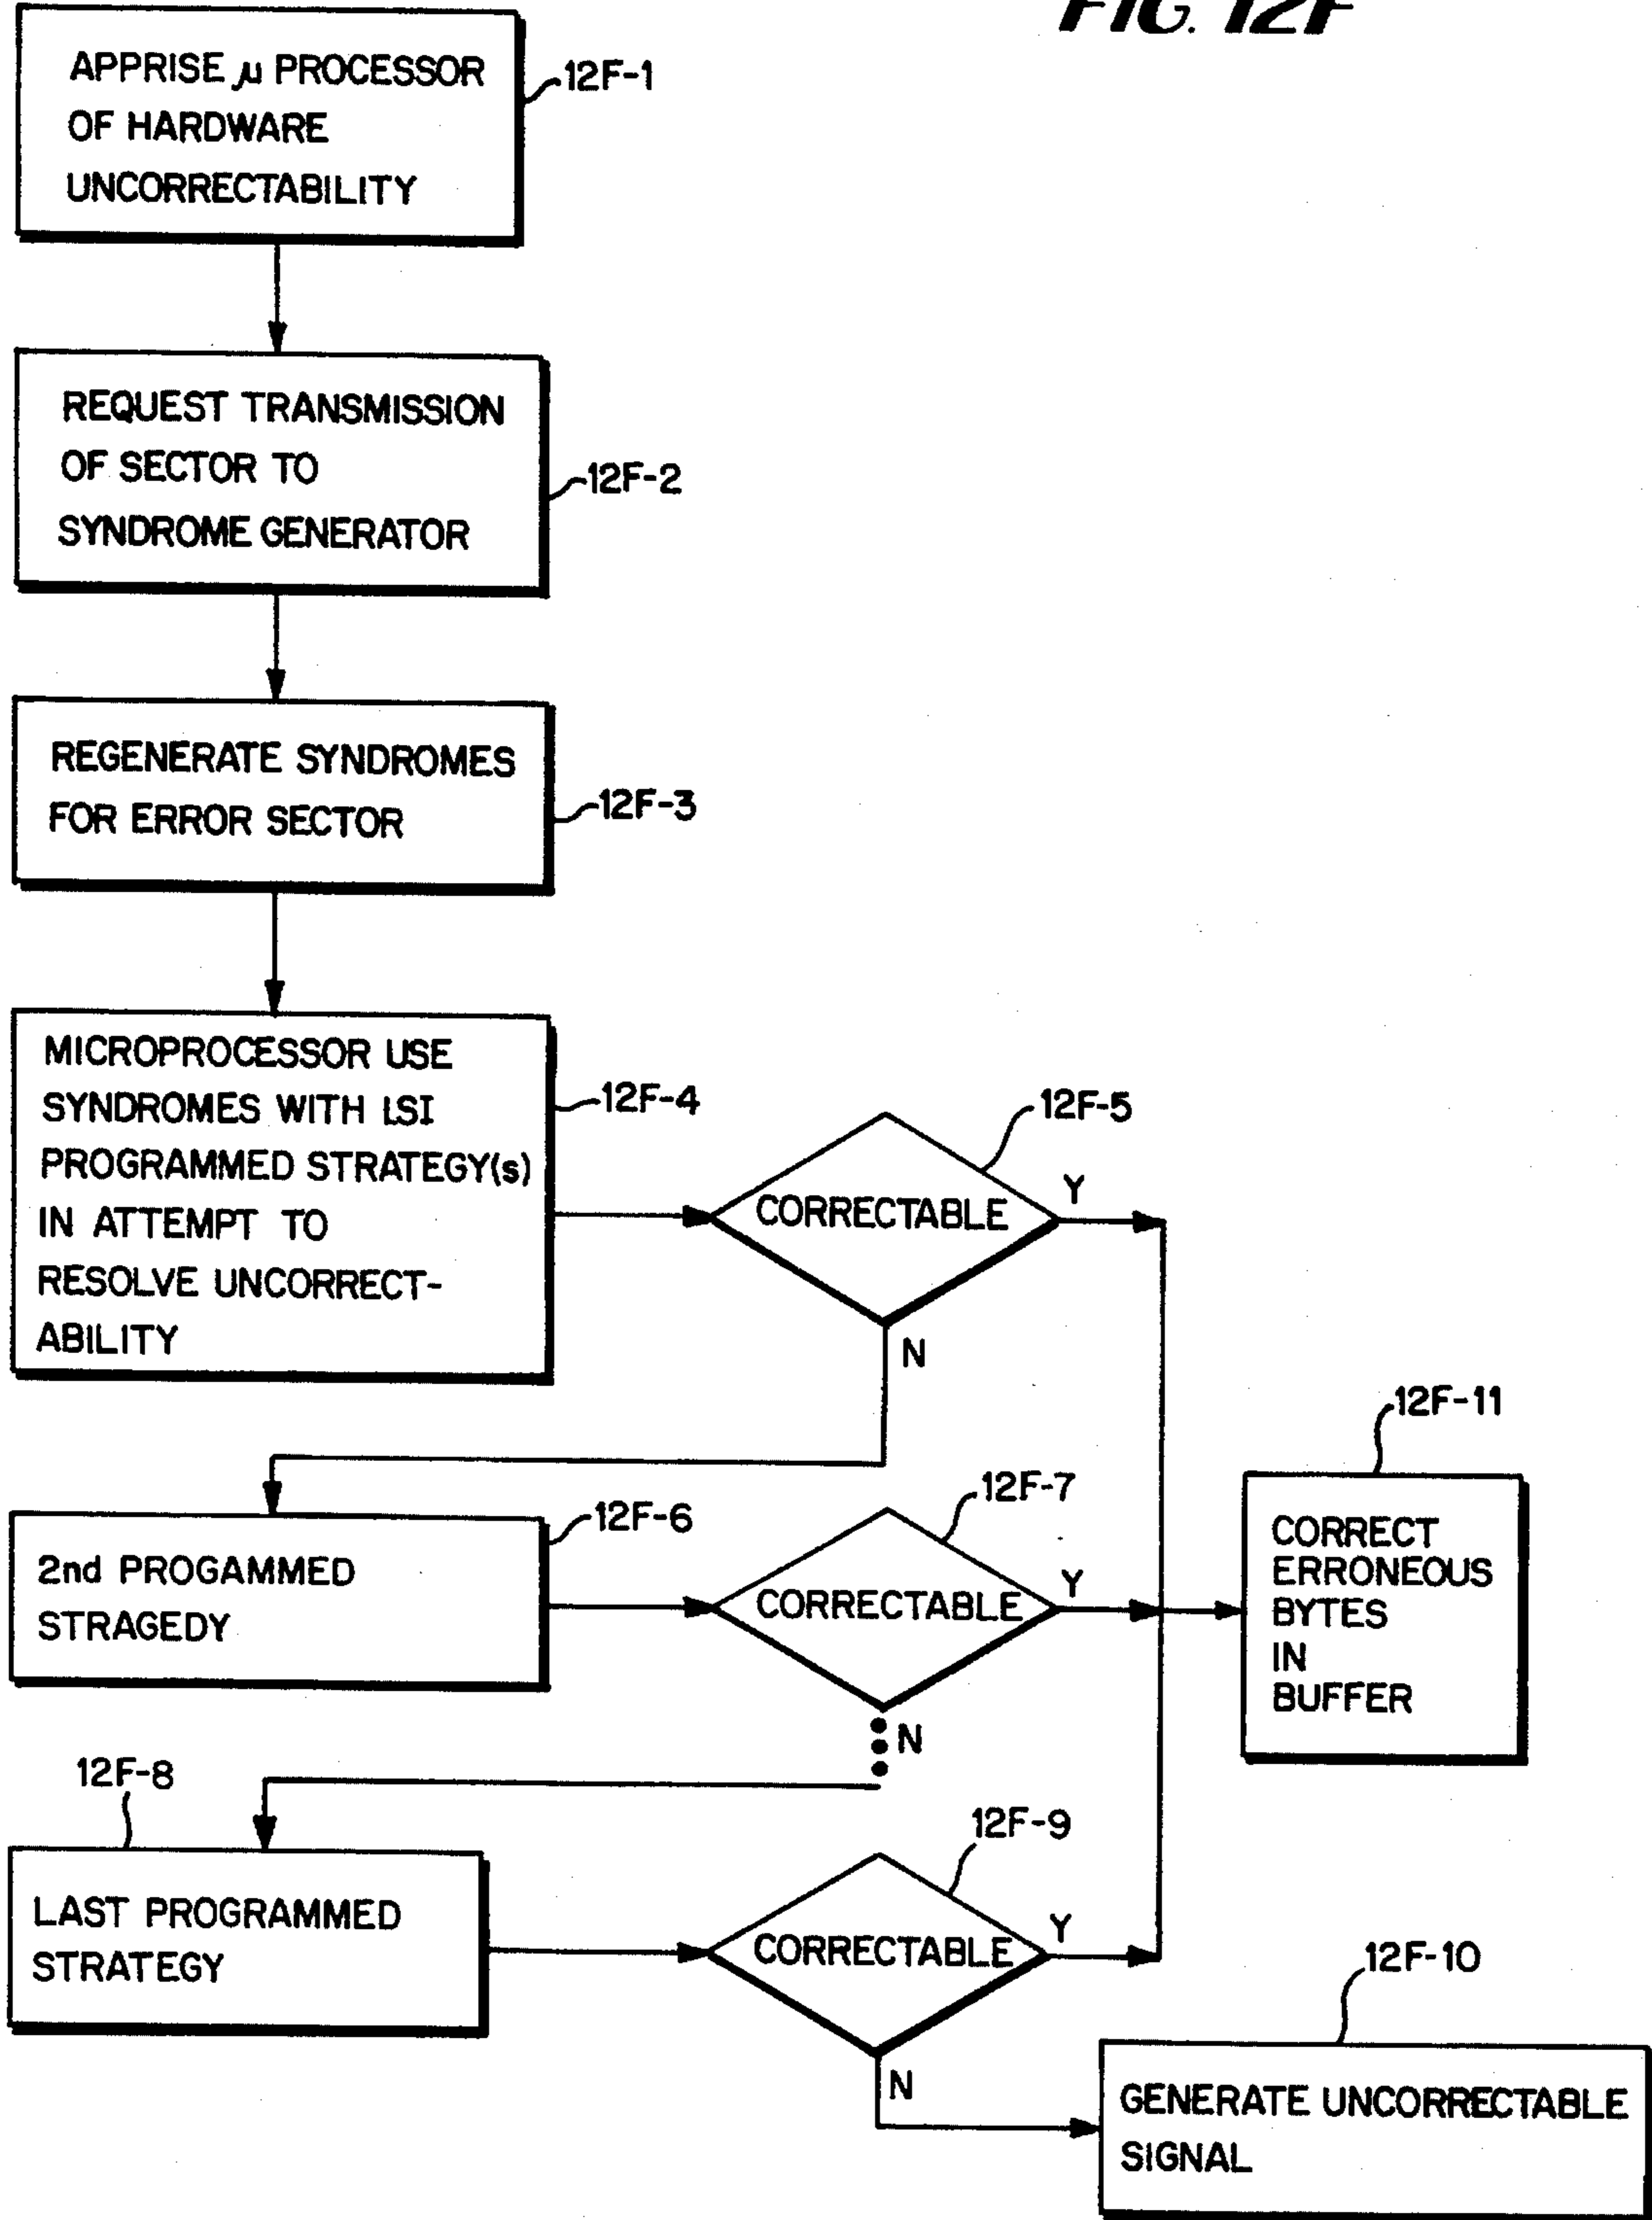 FIG. 12F
APPRISE μ PROCESSOR
OF HARDWARE
UNCORRECTABILITY
12F-1
REQUEST TRANSMISSION
OF SECTOR TO
SYNDROME GENERATOR
12F-2
REGENERATE SYNDROMES
FOR ERROR SECTOR
12F-3
MICROPROCESSOR USE
SYNDROMES WITH LSI
PROGRAMMED STRATEGY(s)
IN ATTEMPT TO
RESOLVE UNCORRECT-
ABILITY
12F-4
12F-5
CORRECTABLE
Y
N
12F-6
2nd PROGAMMED
STRAGEDY
12F-7
CORRECTABLE
Y
N
12F-11
CORRECT
ERRONEOUS
BYTES
IN
BUFFER
12F-8
LAST PROGRAMMED
STRATEGY
12F-9
CORRECTABLE
Y
N
12F-10
GENERATE UNCORRECTABLE
SIGNAL